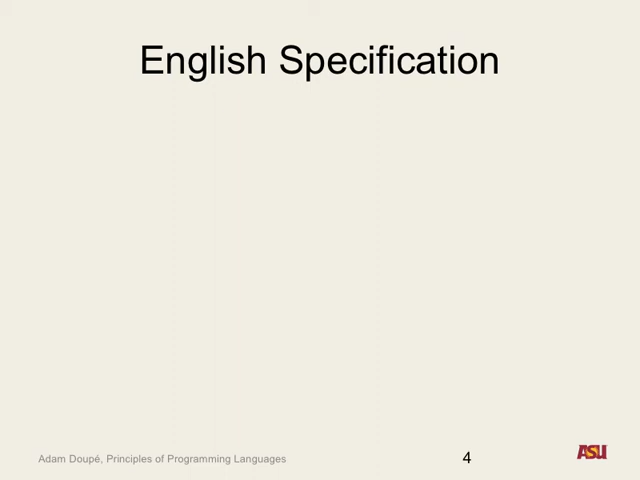 English Specification
Adam Doupé, Principles of Programming Languages
4
ASU